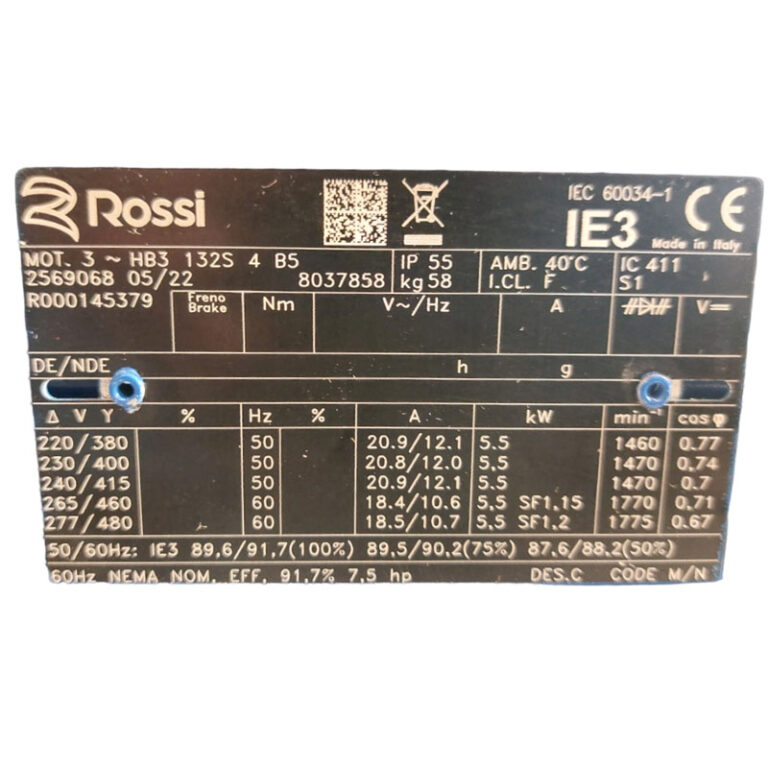 Rossi
IEC 60034-1
IE3
CE
Made in Italy
MOT. 3 ~ HB3 132S 4 B5 IP 55 AMB. 40°C IC 411
2569068 05/22 8037858 kg 58 I.CL. F S1
R000145379 Freno Brake Nm V~/Hz A V⎓
DE/NDE h g
Δ V Y % Hz % A kW min⁻¹ cos φ
220/380 50 20.9/12.1 5.5 1460 0.77
230/400 50 20.8/12.0 5.5 1470 0,74
240/415 50 20.9/12.1 5.5 1470 0.7
265/460 60 18.4/10.6 5,5 SF1,15 1770 0.71
277/480 60 18.5/10.7 5,5 SF1,2 1775 0.67
50/60Hz: IE3 89,6/91,7(100%) 89,5/90,2(75%) 87,6/88,2(50%)
60Hz NEMA NOM. EFF. 91,7% 7,5 hp DES.C CODE M/N